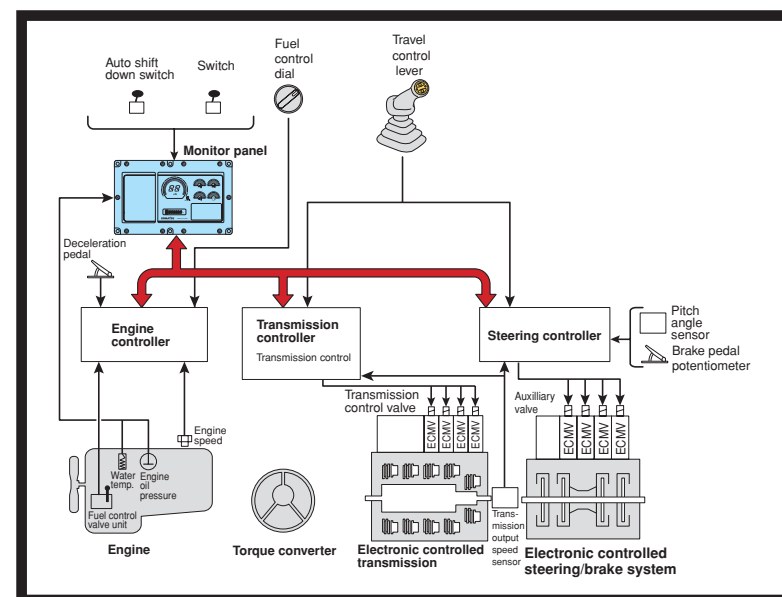 Auto shift
down switch
Switch
Fuel
control
dial
Travel
control
lever
Monitor panel
Deceleration
pedal
Engine
controller
Transmission
controller
Transmission control
Steering controller
Pitch
angle
sensor
Brake pedal
potentiometer
Transmission
control valve
Auxilliary
valve
ECMV
ECMV
ECMV
ECMV
ECMV
ECMV
ECMV
ECMV
Engine
speed
Water
temp.
Engine
oil
pressure
Fuel control
valve unit
Engine
Torque converter
Electronic controlled
transmission
Trans-
mission
output
speed
sensor
Electronic controlled
steering/brake system